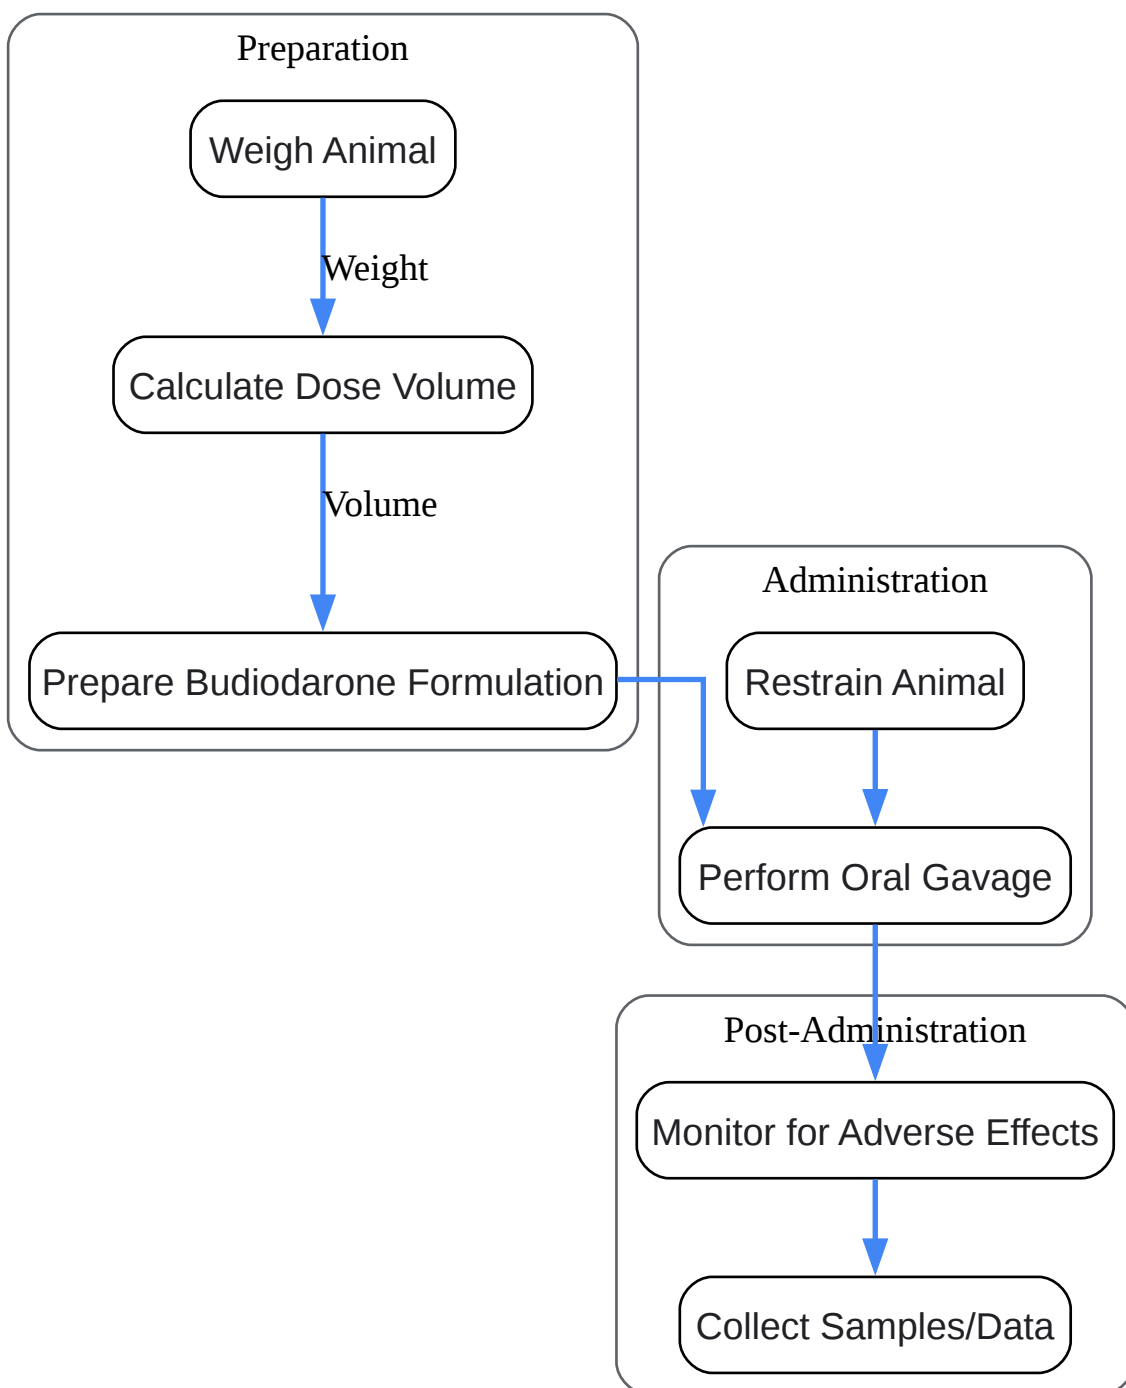 Preparation
Weigh Animal
Weight
Calculate Dose Volume
Volume
Prepare Budiodarone Formulation
Administration
Restrain Animal
Perform Oral Gavage
Post-Administration
Monitor for Adverse Effects
Collect Samples/Data